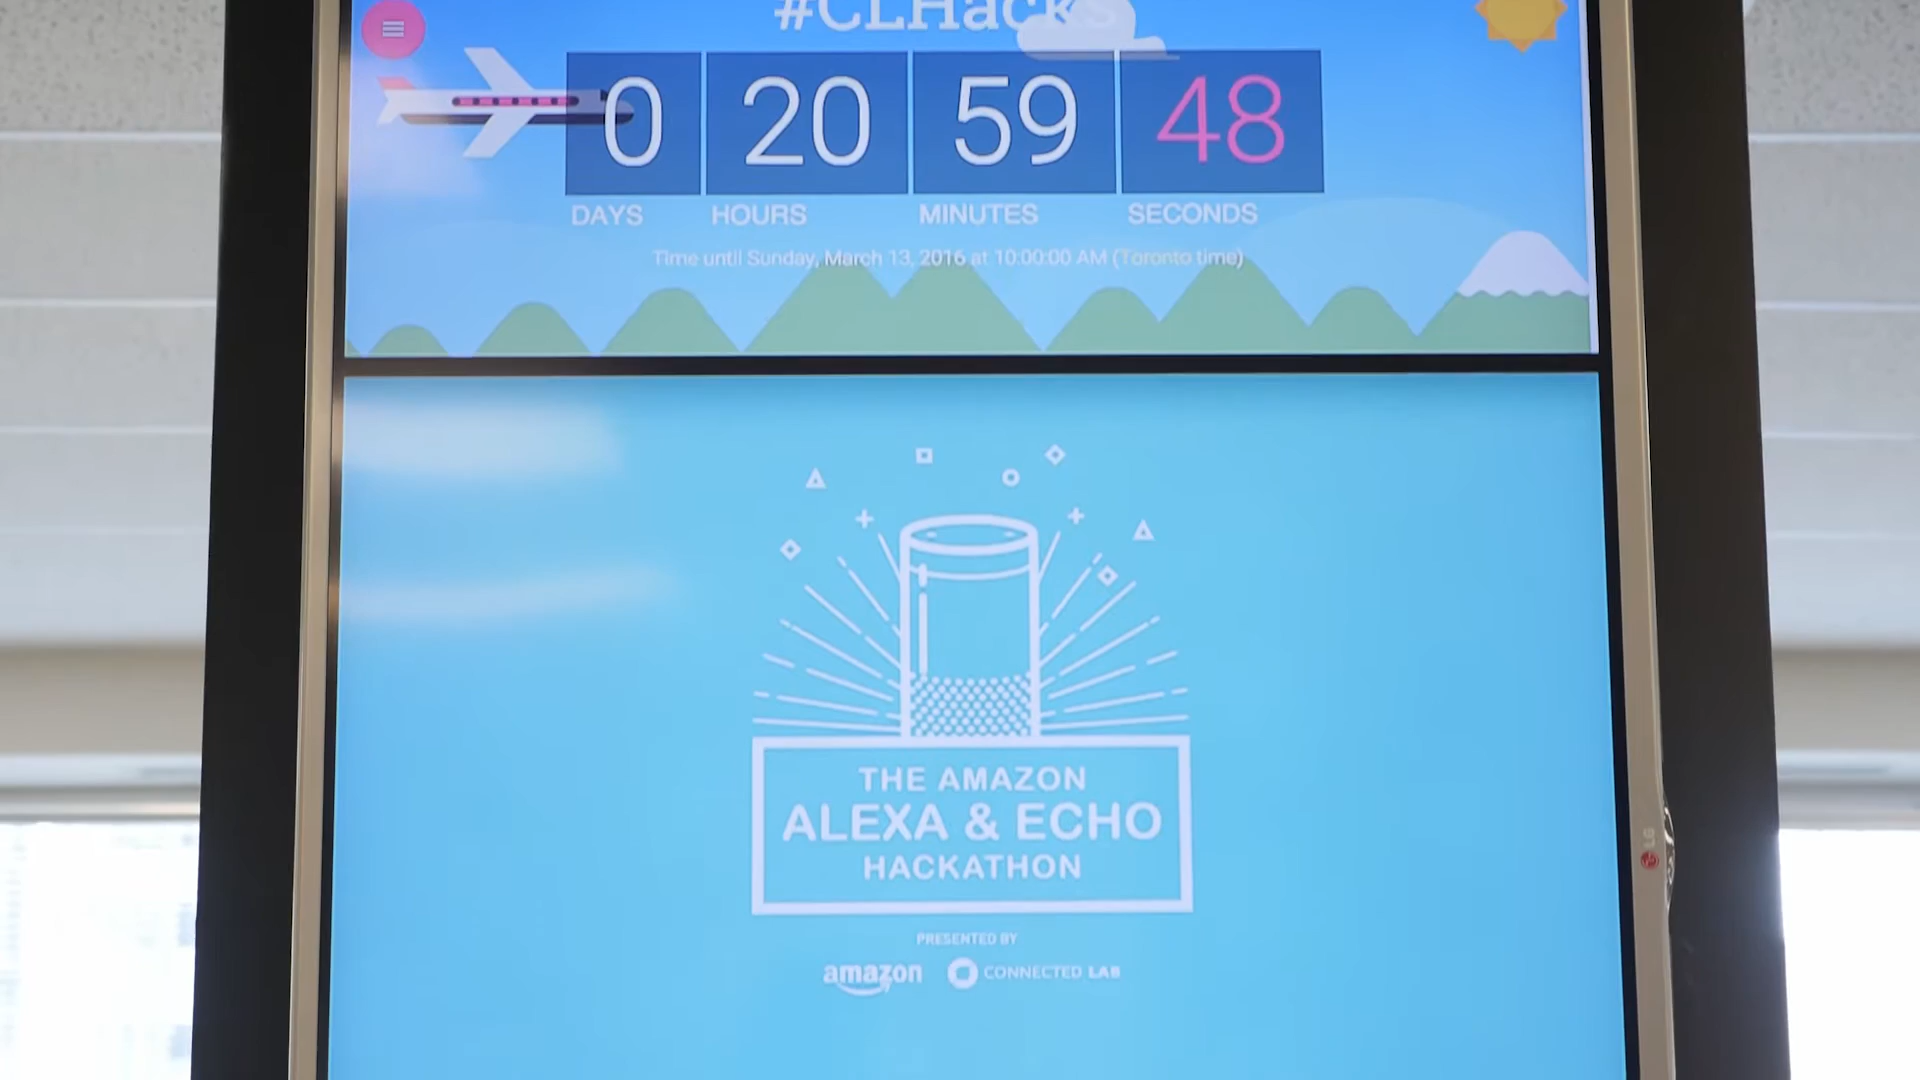 #CLHacks
0 20 59 48
DAYS HOURS MINUTES SECONDS
Time until Sunday, March 13, 2016 at 10:00:00 AM (Toronto time)
THE AMAZON
ALEXA & ECHO
HACKATHON
PRESENTED BY
amazon CONNECTED LAB
LG